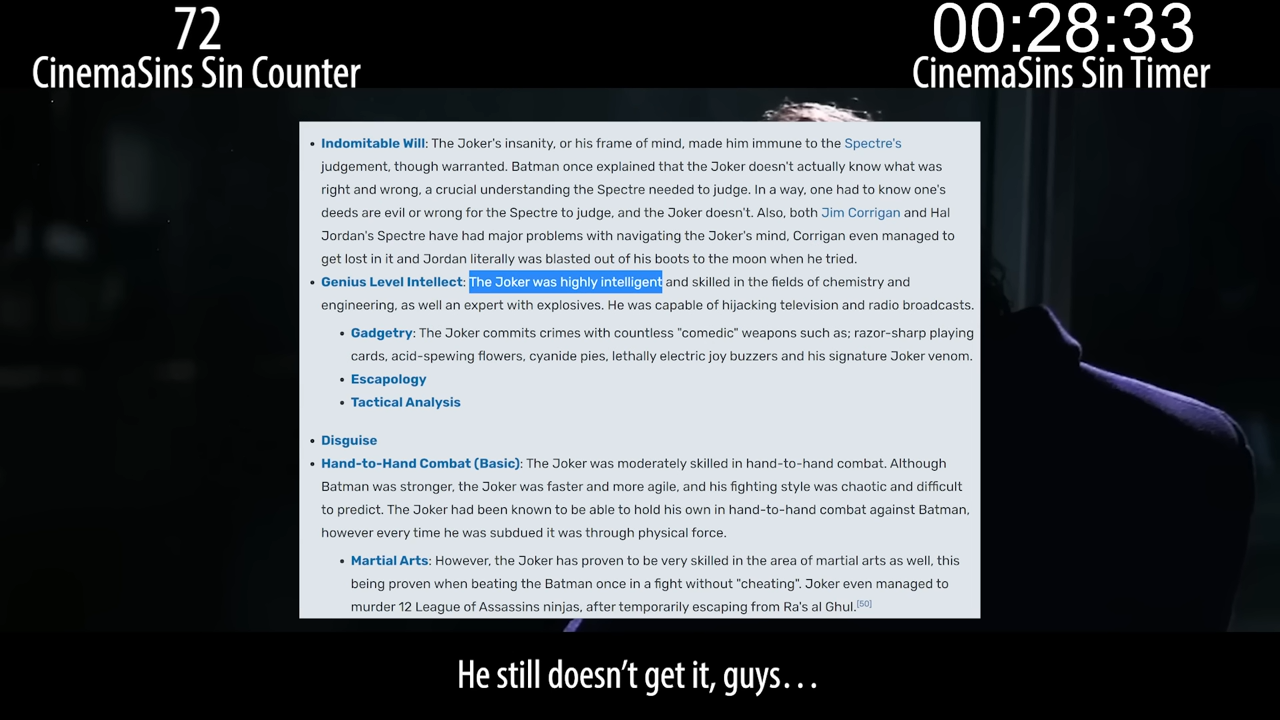 72
CinemaSins Sin Counter
00:28:33
CinemaSins Sin Timer
• Indomitable Will: The Joker's insanity, or his frame of mind, made him immune to the Spectre's
judgement, though warranted. Batman once explained that the Joker doesn't actually know what was
right and wrong, a crucial understanding the Spectre needed to judge. In a way, one had to know one's
deeds are evil or wrong for the Spectre to judge, and the Joker doesn't. Also, both Jim Corrigan and Hal
Jordan's Spectre have had major problems with navigating the Joker's mind, Corrigan even managed to
get lost in it and Jordan literally was blasted out of his boots to the moon when he tried.
• Genius Level Intellect: The Joker was highly intelligent and skilled in the fields of chemistry and
engineering, as well an expert with explosives. He was capable of hijacking television and radio broadcasts.
• Gadgetry: The Joker commits crimes with countless "comedic" weapons such as; razor-sharp playing
cards, acid-spewing flowers, cyanide pies, lethally electric joy buzzers and his signature Joker venom.
• Escapology
• Tactical Analysis
• Disguise
• Hand-to-Hand Combat (Basic): The Joker was moderately skilled in hand-to-hand combat. Although
Batman was stronger, the Joker was faster and more agile, and his fighting style was chaotic and difficult
to predict. The Joker had been known to be able to hold his own in hand-to-hand combat against Batman,
however every time he was subdued it was through physical force.
• Martial Arts: However, the Joker has proven to be very skilled in the area of martial arts as well, this
being proven when beating the Batman once in a fight without "cheating". Joker even managed to
murder 12 League of Assassins ninjas, after temporarily escaping from Ra's al Ghul.[50]
He still doesn't get it, guys...